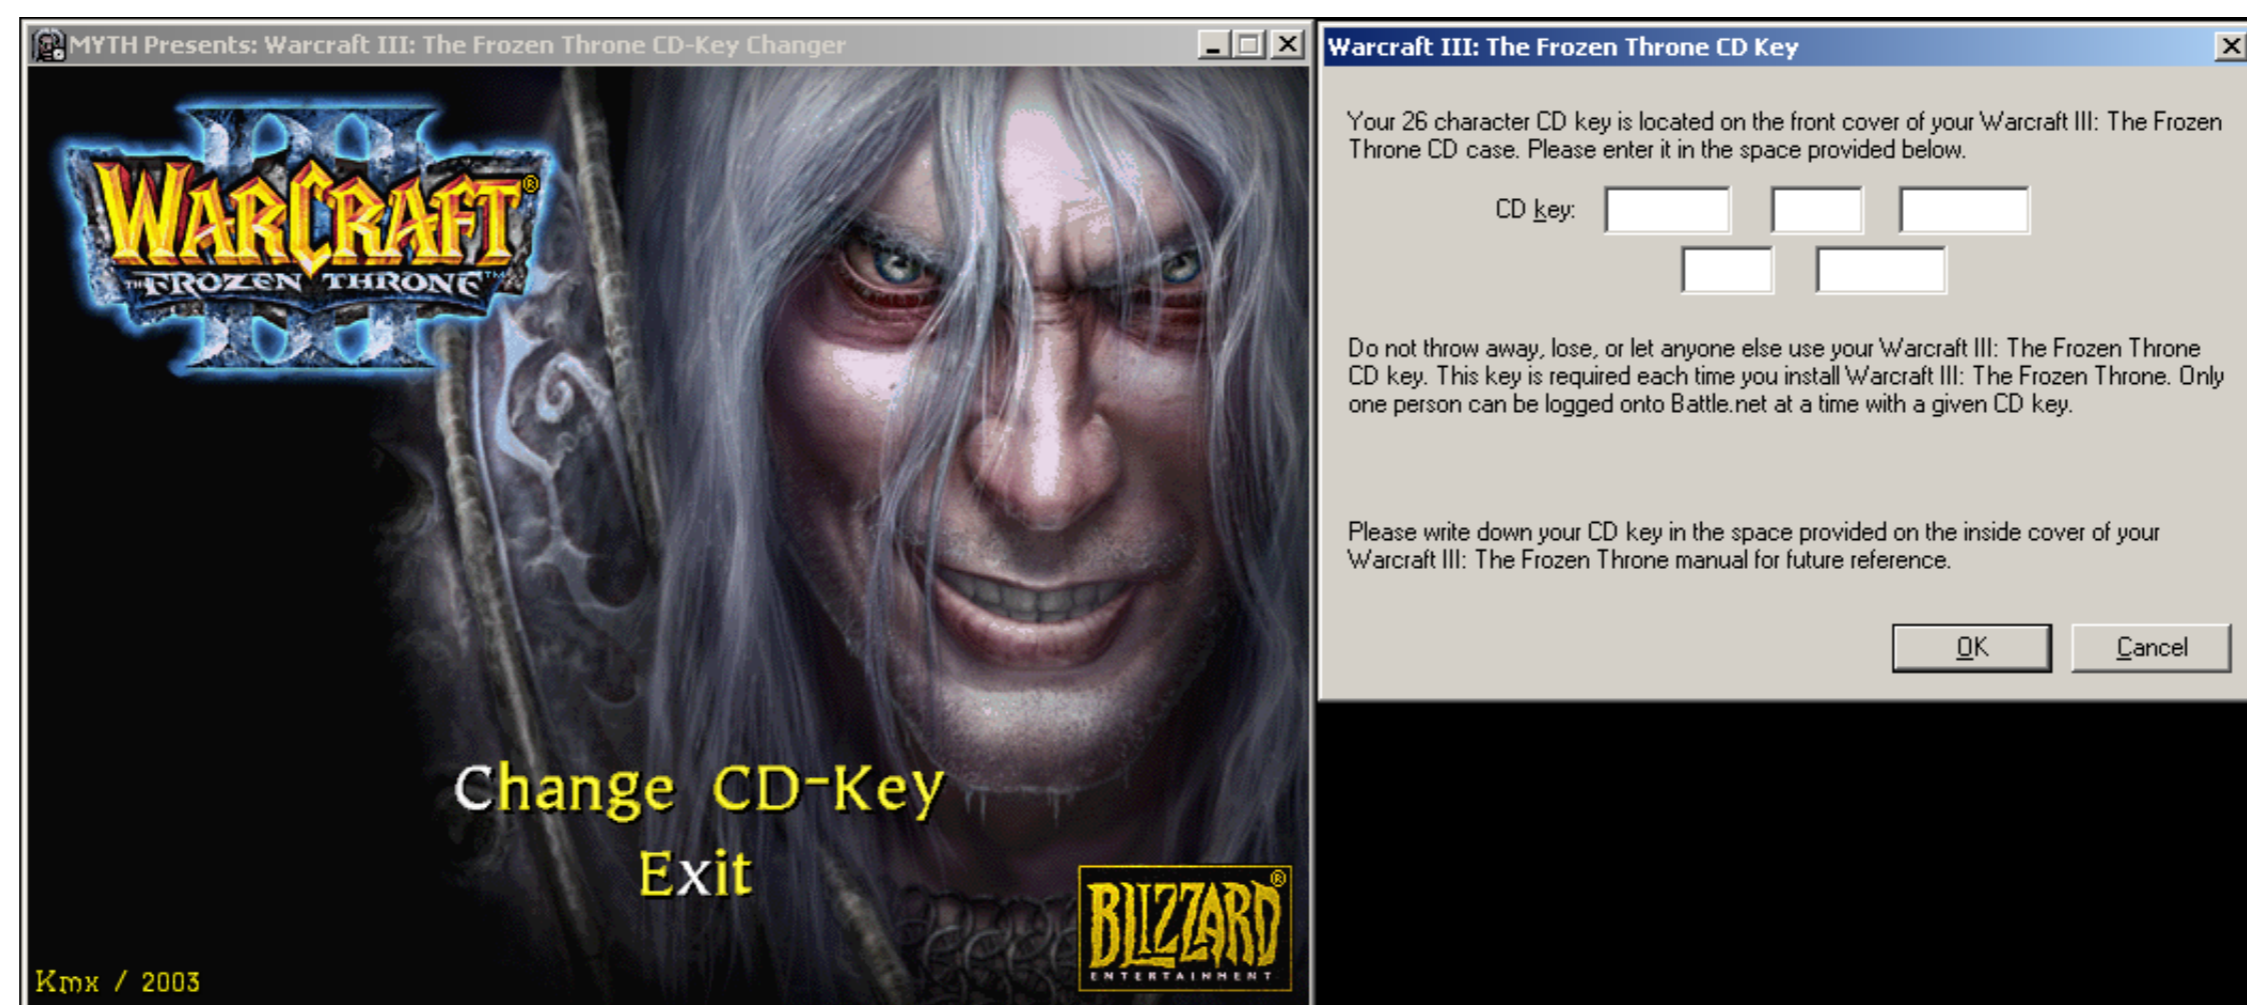 MYTH Presents: Warcraft III: The Frozen Throne CD-Key Changer
III
WARCRAFT®
THE FROZEN THRONE™
Change CD-Key
Exit
BLIZZARD®
ENTERTAINMENT
Kmx / 2003
Warcraft III: The Frozen Throne CD Key
Your 26 character CD key is located on the front cover of your Warcraft III: The Frozen
Throne CD case. Please enter it in the space provided below.
CD key:
Do not throw away, lose, or let anyone else use your Warcraft III: The Frozen Throne
CD key. This key is required each time you install Warcraft III: The Frozen Throne. Only
one person can be logged onto Battle.net at a time with a given CD key.
Please write down your CD key in the space provided on the inside cover of your
Warcraft III: The Frozen Throne manual for future reference.
OK
Cancel